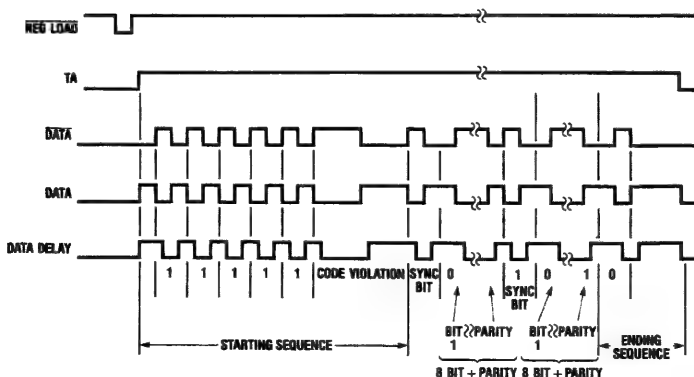 REG LOAD
TA
DATA
DATA
DATA DELAY
1 1 1 1 1 CODE VIOLATION SYNC BIT 0 1 SYNC BIT 0 1 0
BIT 1 PARITY BIT 1 PARITY
STARTING SEQUENCE ENDING SEQUENCE
8 BIT + PARITY 8 BIT + PARITY